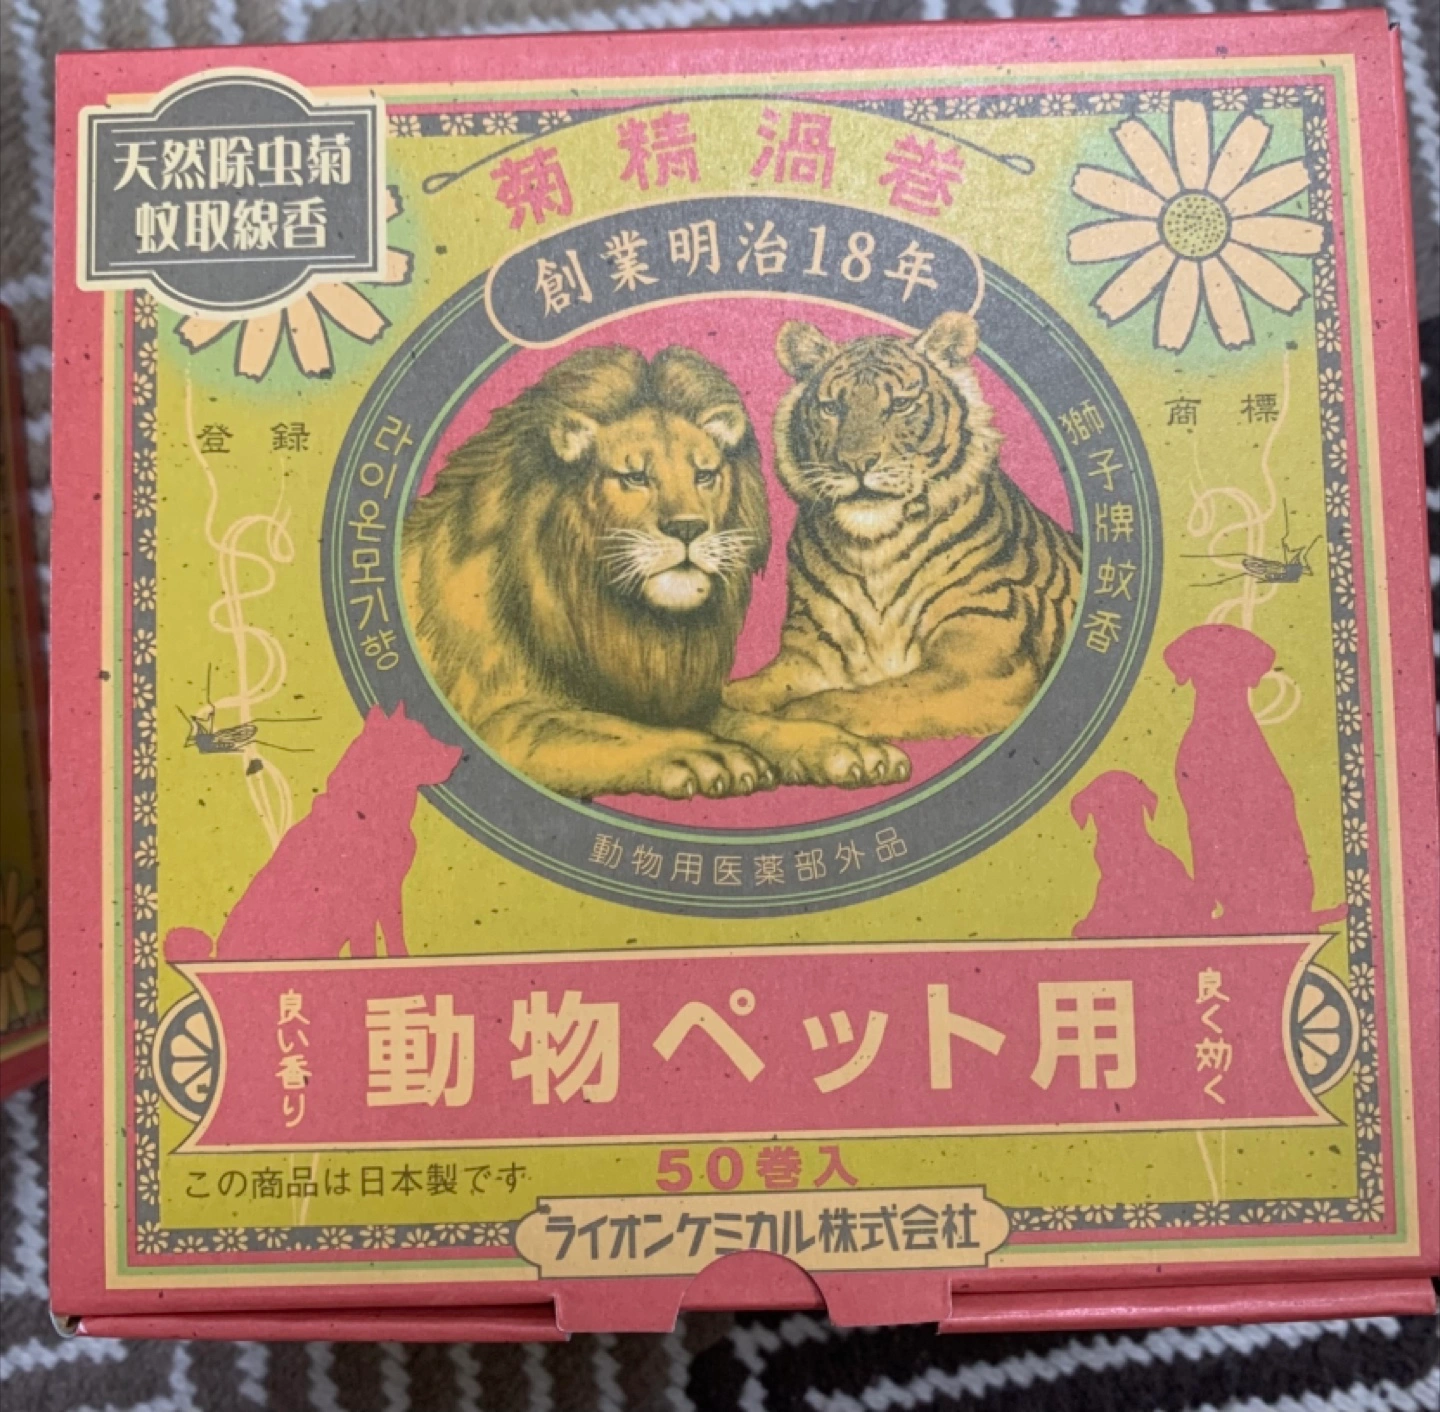 天然除虫菊
蚊取線香
菊精渦巻
創業明治18年
登録
商標
라이온모기향
獅子牌蚊香
動物用医薬部外品
良い香り
動物ペット用
良く効く
この商品は日本製です
50巻入
ライオンケミカル株式会社